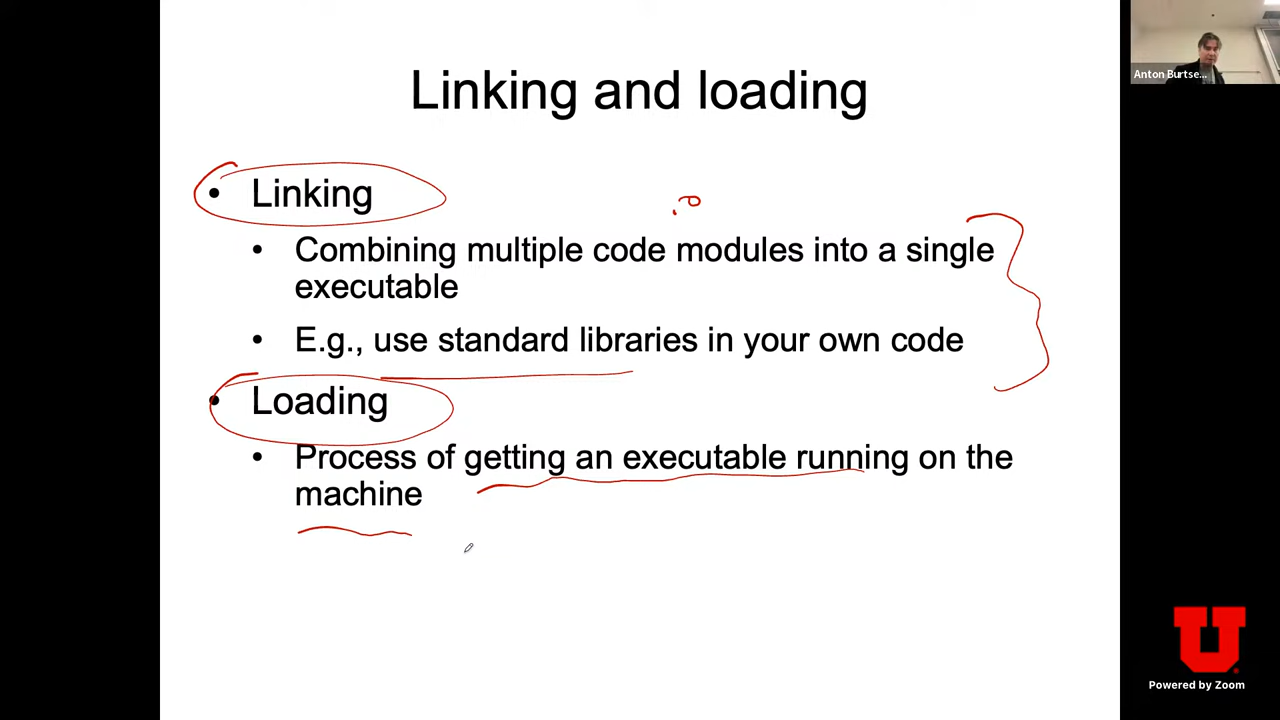 Anton Burtse...
Linking and loading
• Linking
.o
• Combining multiple code modules into a single
executable
• E.g., use standard libraries in your own code
• Loading
• Process of getting an executable running on the
machine
U
Powered by Zoom